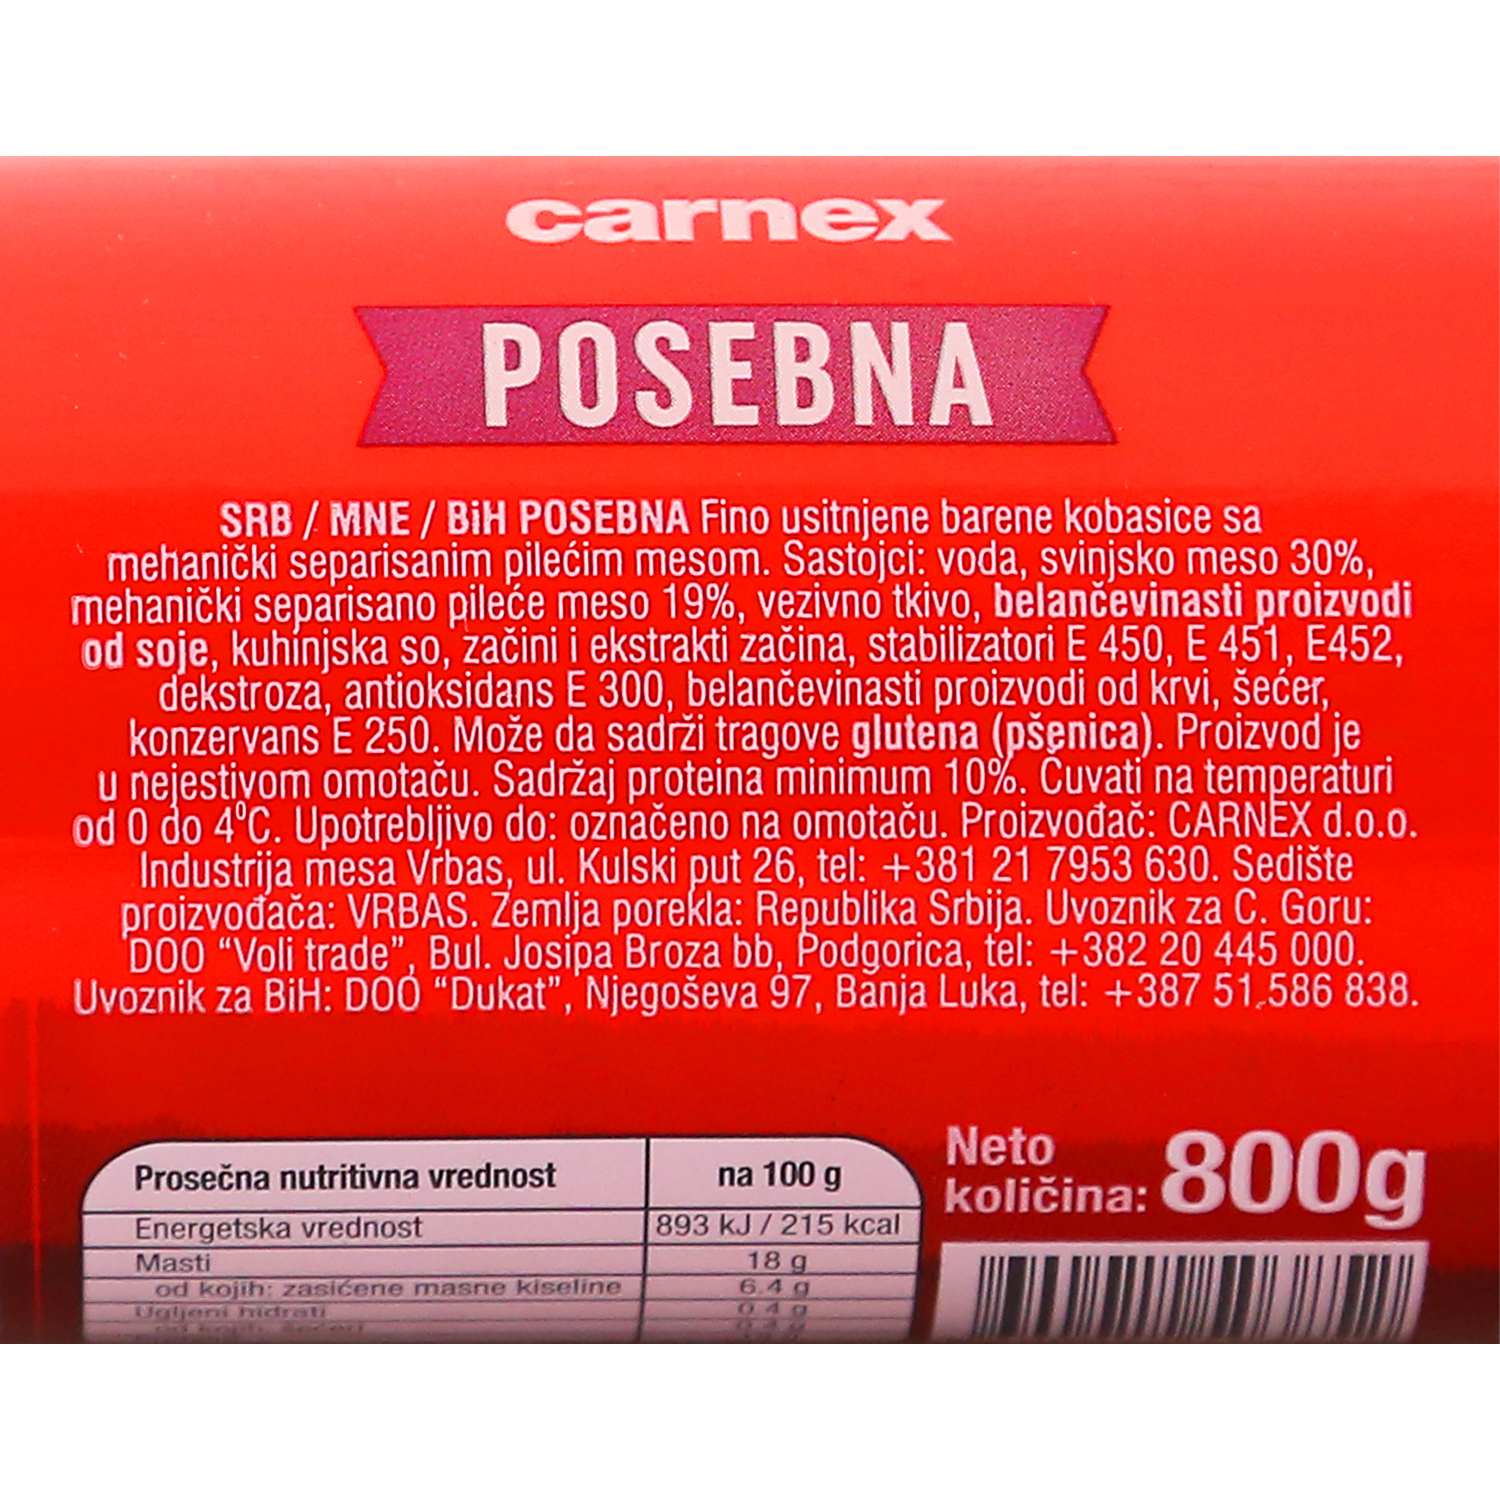 carnex
POSEBNA
SRB / MNE / BiH POSEBNA Fino usitnjene barene kobasice sa
mehanički separisanim pilećim mesom. Sastojci: voda, svinjsko meso 30%,
mehanički separisano pileće meso 19%, vezivno tkivo, belančevinasti proizvodi
od soje, kuhinjska so, začini i ekstrakti začina, stabilizatori E 450, E 451, E452,
dekstroza, antioksidans E 300, belančevinasti proizvodi od krvi, šećer,
konzervans E 250. Može da sadrži tragove glutena (pšenica). Proizvod je
u nejestivom omotaču. Sadržaj proteina minimum 10%. Čuvati na temperaturi
od 0 do 4°C. Upotrebljivo do: označeno na omotaču. Proizvođač: CARNEX d.o.o.
Industrija mesa Vrbas, ul. Kulski put 26, tel: +381 21 7953 630. Sedište
proizvođača: VRBAS. Zemlja porekla: Republika Srbija. Uvoznik za C. Goru:
DOO “Voli trade”, Bul. Josipa Broza bb, Podgorica, tel: +382 20 445 000.
Uvoznik za BiH: DOO “Dukat”, Njegoševa 97, Banja Luka, tel: +387 51 586 838.
Neto
količina: 800g
Prosečna nutritivna vrednost na 100 g
Energetska vrednost 893 kJ / 215 kcal
Masti 18 g
od kojih: zasićene masne kiseline 6.4 g
Ugljeni hidrati 0.4 g